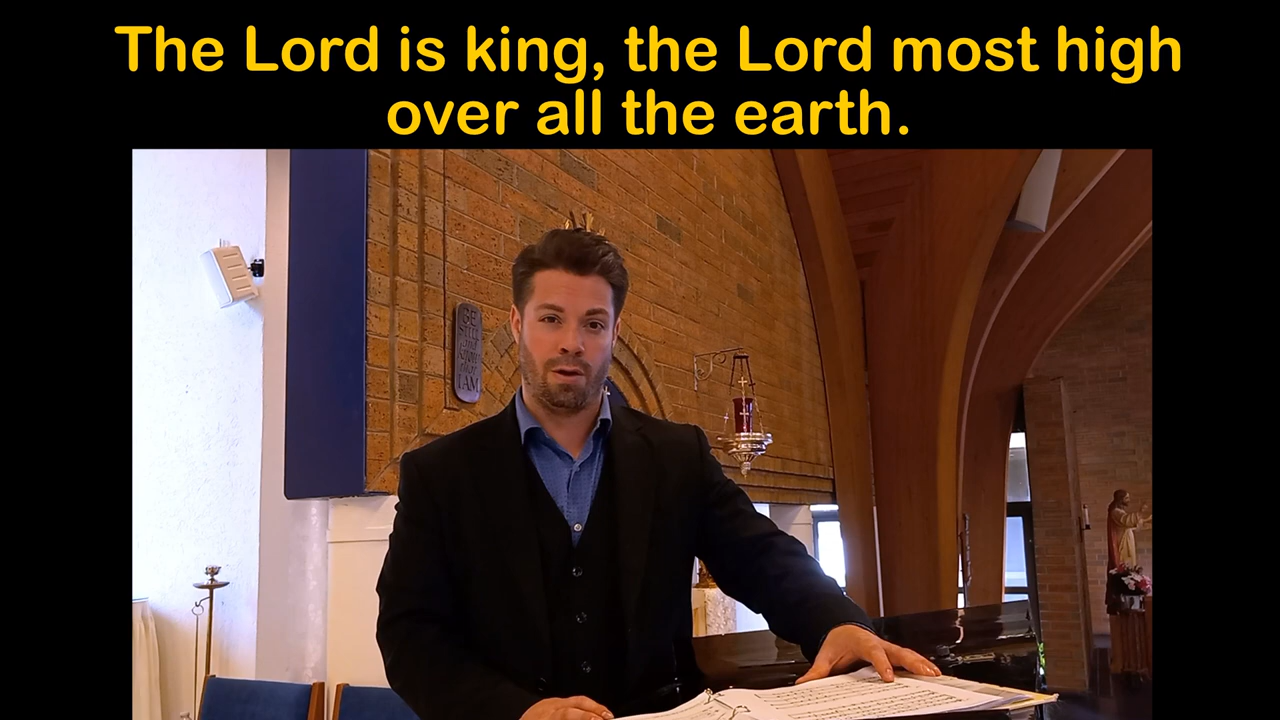 The Lord is king, the Lord most high
over all the earth.
BE
STILL
and
know
that
I AM